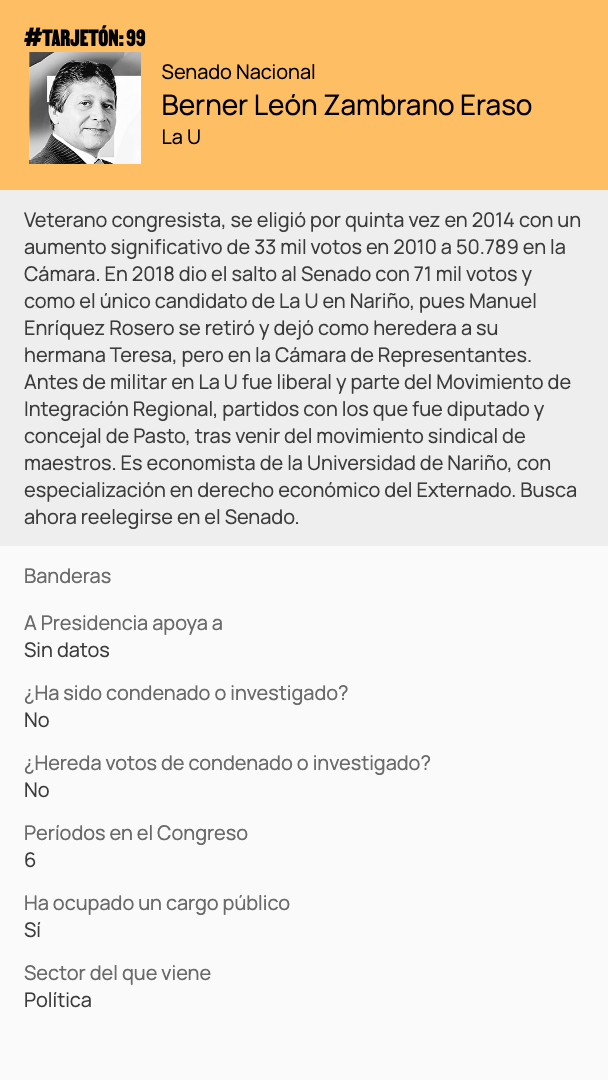 #TARJETÓN: 99
Senado Nacional
Berner León Zambrano Eraso
La U
Veterano congresista, se eligió por quinta vez en 2014 con un
aumento significativo de 33 mil votos en 2010 a 50.789 en la
Cámara. En 2018 dio el salto al Senado con 71 mil votos y
como el único candidato de La U en Nariño, pues Manuel
Enríquez Rosero se retiró y dejó como heredera a su
hermana Teresa, pero en la Cámara de Representantes.
Antes de militar en La U fue liberal y parte del Movimiento de
Integración Regional, partidos con los que fue diputado y
concejal de Pasto, tras venir del movimiento sindical de
maestros. Es economista de la Universidad de Nariño, con
especialización en derecho económico del Externado. Busca
ahora reelegirse en el Senado.
Banderas
A Presidencia apoya a
Sin datos
¿Ha sido condenado o investigado?
No
¿Hereda votos de condenado o investigado?
No
Períodos en el Congreso
6
Ha ocupado un cargo público
Sí
Sector del que viene
Política